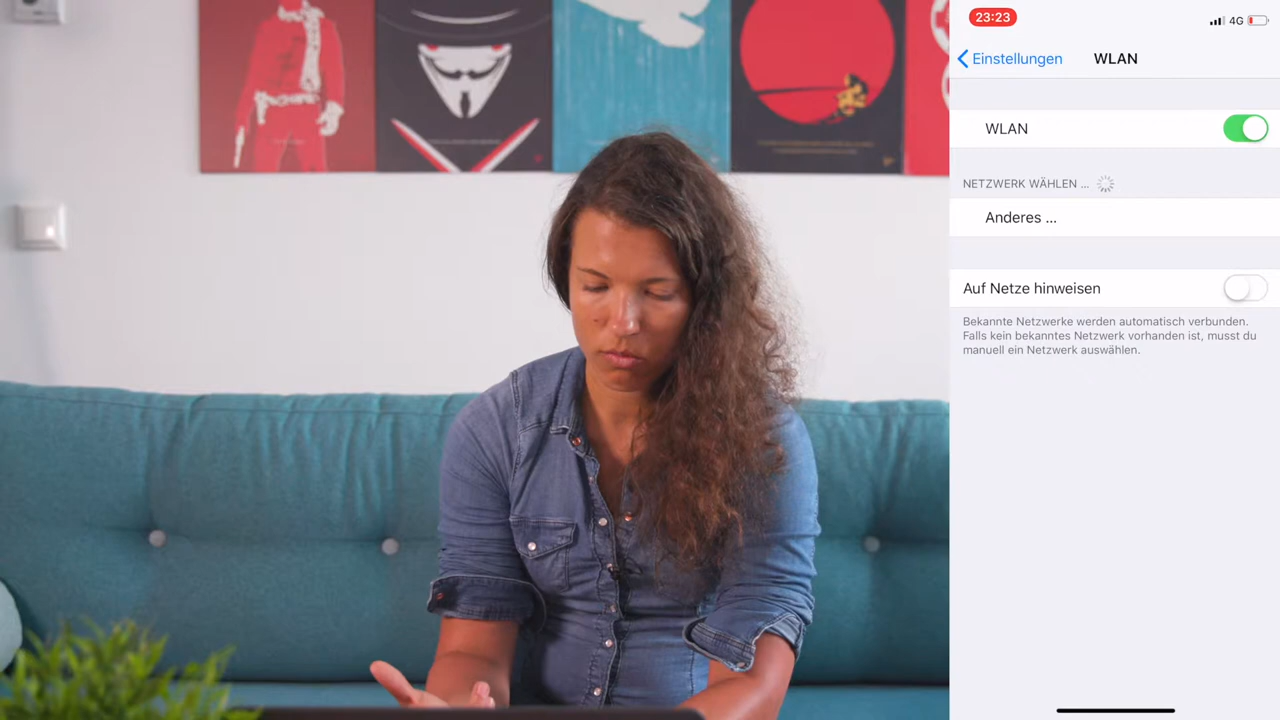 23:23
4G
Einstellungen
WLAN
WLAN
NETZWERK WÄHLEN ...
Anderes ...
Auf Netze hinweisen
Bekannte Netzwerke werden automatisch verbunden.
Falls kein bekanntes Netzwerk vorhanden ist, musst du
manuell ein Netzwerk auswählen.